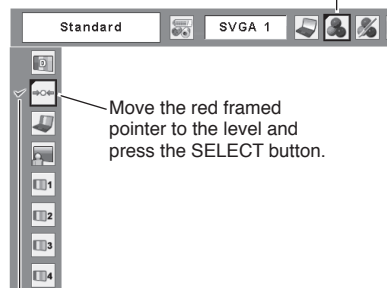 Standard
SVGA 1
Move the red framed
pointer to the level and
press the SELECT button.
1
2
3
4